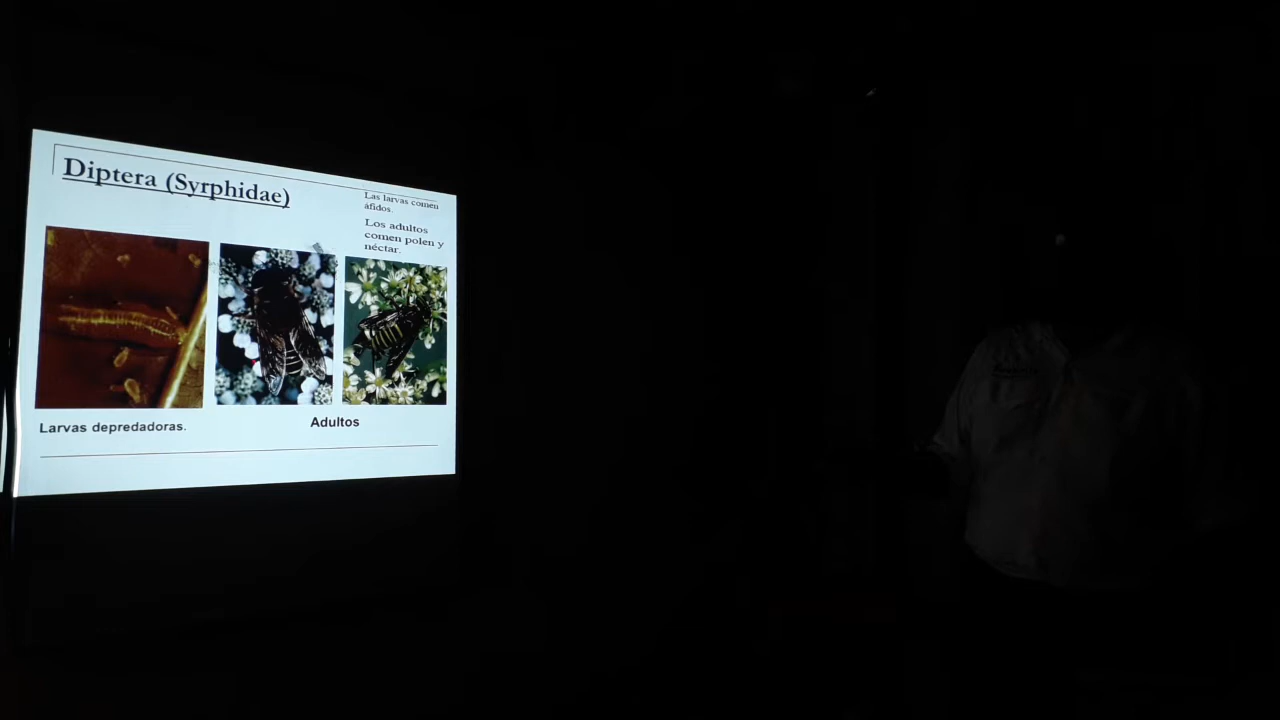 Diptera (Syrphidae)
Las larvas comen
áfidos.
Los adultos
comen polen y
néctar.
Larvas depredadoras.
Adultos